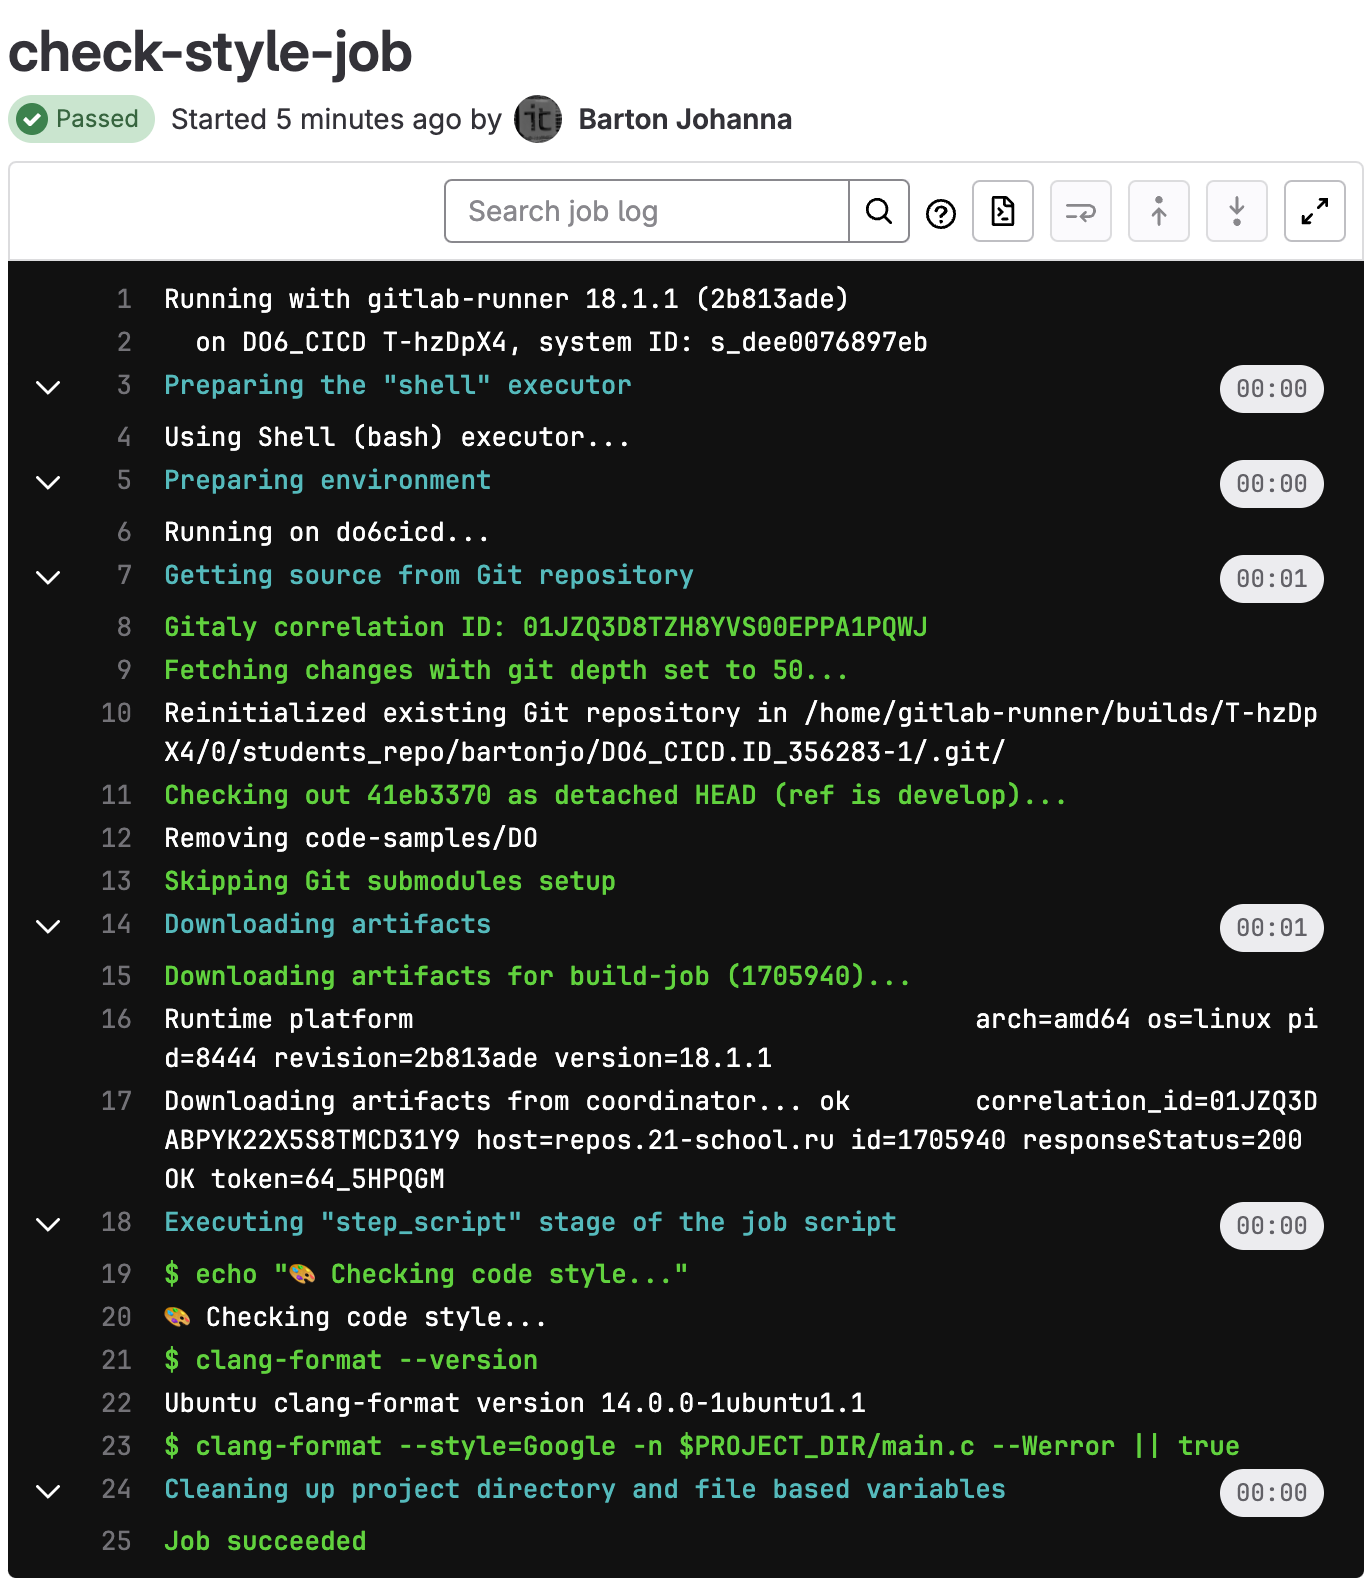 check-style-job
Passed Started 5 minutes ago by Barton Johanna
Search job log
1 Running with gitlab-runner 18.1.1 (2b813ade)
2 on DO6_CICD T-hzDpX4, system ID: s_dee0076897eb
3 Preparing the "shell" executor 00:00
4 Using Shell (bash) executor...
5 Preparing environment 00:00
6 Running on do6cicd...
7 Getting source from Git repository 00:01
8 Gitaly correlation ID: 01JZQ3D8TZH8YVS00EPPA1PQWJ
9 Fetching changes with git depth set to 50...
10 Reinitialized existing Git repository in /home/gitlab-runner/builds/T-hzDp
X4/0/students_repo/bartonjo/DO6_CICD.ID_356283-1/.git/
11 Checking out 41eb3370 as detached HEAD (ref is develop)...
12 Removing code-samples/DO
13 Skipping Git submodules setup
14 Downloading artifacts 00:01
15 Downloading artifacts for build-job (1705940)...
16 Runtime platform arch=amd64 os=linux pi
d=8444 revision=2b813ade version=18.1.1
17 Downloading artifacts from coordinator... ok correlation_id=01JZQ3D
ABPYK22X5S8TMCD31Y9 host=repos.21-school.ru id=1705940 responseStatus=200
OK token=64_5HPQGM
18 Executing "step_script" stage of the job script 00:00
19 $ echo "🎨 Checking code style..."
20 🎨 Checking code style...
21 $ clang-format --version
22 Ubuntu clang-format version 14.0.0-1ubuntu1.1
23 $ clang-format --style=Google -n $PROJECT_DIR/main.c --Werror || true
24 Cleaning up project directory and file based variables 00:00
25 Job succeeded